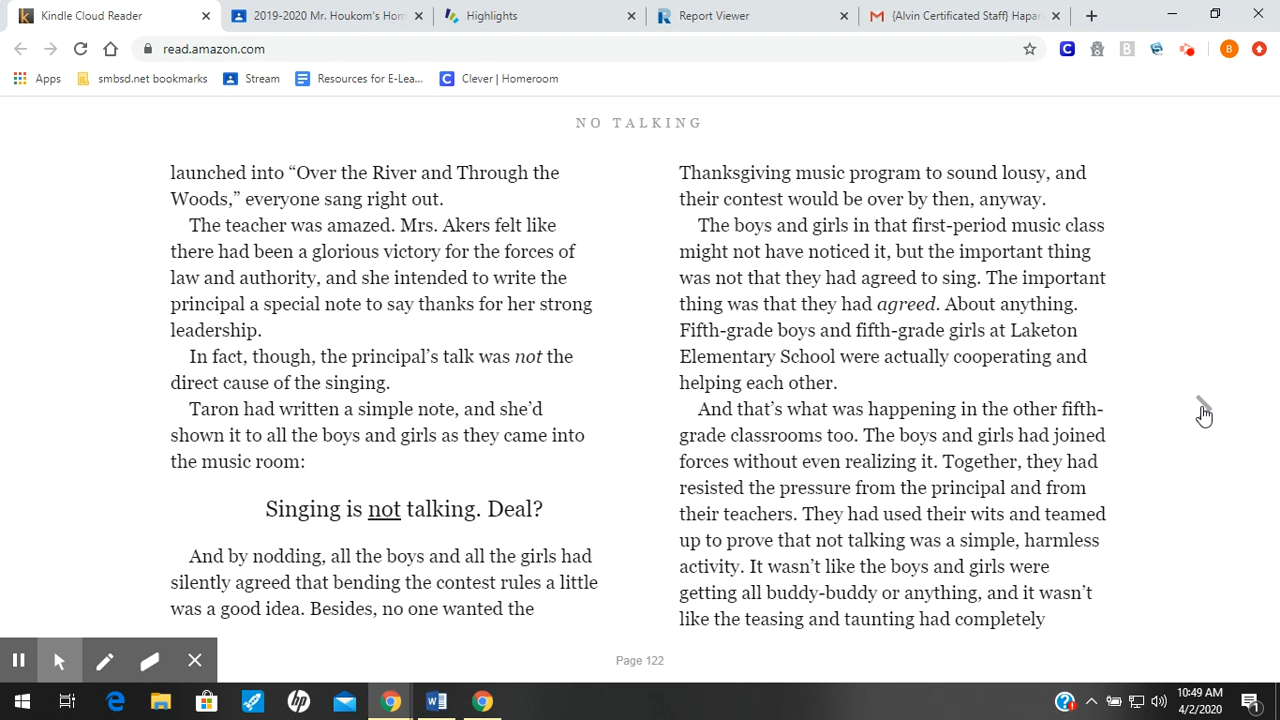 Kindle Cloud Reader
2019-2020 Mr. Houkom's Hom
Highlights
Report Viewer
{Alvin Certificated Staff} Hapar
read.amazon.com
Apps
smbsd.net bookmarks
Stream
Resources for E-Lea...
Clever | Homeroom
NO TALKING
launched into “Over the River and Through the
Woods,” everyone sang right out.
The teacher was amazed. Mrs. Akers felt like
there had been a glorious victory for the forces of
law and authority, and she intended to write the
principal a special note to say thanks for her strong
leadership.
In fact, though, the principal’s talk was not the
direct cause of the singing.
Taron had written a simple note, and she’d
shown it to all the boys and girls as they came into
the music room:
Singing is not talking. Deal?
And by nodding, all the boys and all the girls had
silently agreed that bending the contest rules a little
was a good idea. Besides, no one wanted the
Thanksgiving music program to sound lousy, and
their contest would be over by then, anyway.
The boys and girls in that first-period music class
might not have noticed it, but the important thing
was not that they had agreed to sing. The important
thing was that they had agreed. About anything.
Fifth-grade boys and fifth-grade girls at Laketon
Elementary School were actually cooperating and
helping each other.
And that’s what was happening in the other fifth-
grade classrooms too. The boys and girls had joined
forces without even realizing it. Together, they had
resisted the pressure from the principal and from
their teachers. They had used their wits and teamed
up to prove that not talking was a simple, harmless
activity. It wasn’t like the boys and girls were
getting all buddy-buddy or anything, and it wasn’t
like the teasing and taunting had completely
Page 122
10:49 AM
4/2/2020